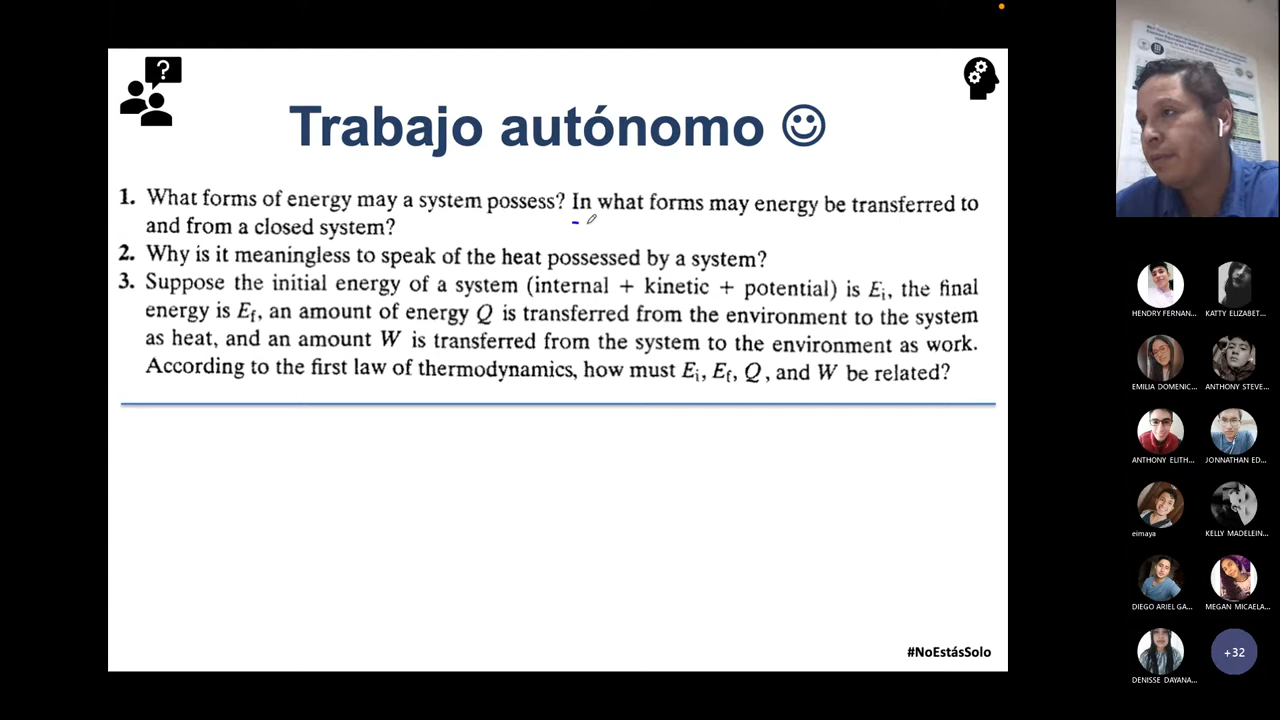 ?
Trabajo autónomo ☺
1. What forms of energy may a system possess? In what forms may energy be transferred to
and from a closed system?
2. Why is it meaningless to speak of the heat possessed by a system?
3. Suppose the initial energy of a system (internal + kinetic + potential) is Ei, the final
energy is Ef, an amount of energy Q is transferred from the environment to the system
as heat, and an amount W is transferred from the system to the environment as work.
According to the first law of thermodynamics, how must Ei, Ef, Q, and W be related?
#NoEstásSolo
HENDRY FERNAN...
KATTY ELIZABET...
EMILIA DOMENIC...
ANTHONY STEVE...
ANTHONY ELITH...
JONNATHAN ED...
eimaya
KELLY MADELEIN...
DIEGO ARIEL GA...
MEGAN MICAELA...
DENISSE DAYANA...
+32